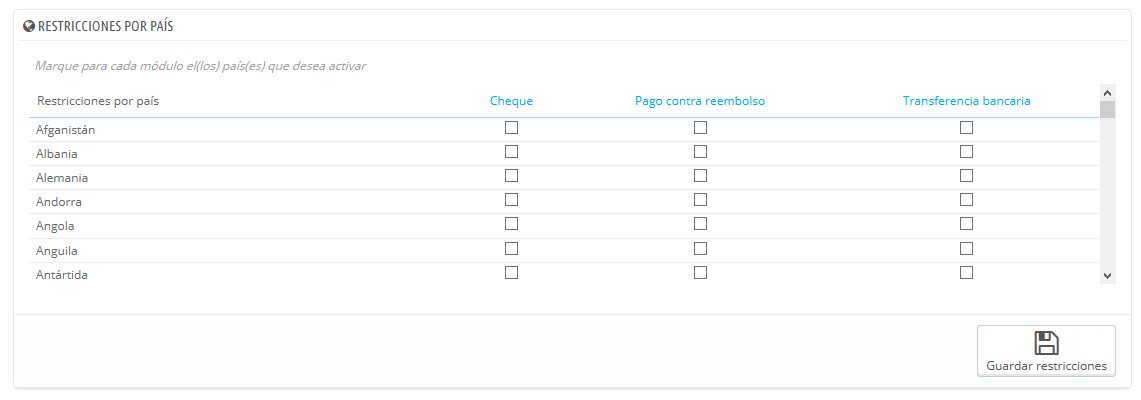 RESTRICCIONES POR PAÍS
Marque para cada módulo el(los) país(es) que desea activar
Restricciones por país Cheque Pago contra reembolso Transferencia bancaria
Afganistán
Albania
Alemania
Andorra
Angola
Anguila
Antártida
Guardar restricciones